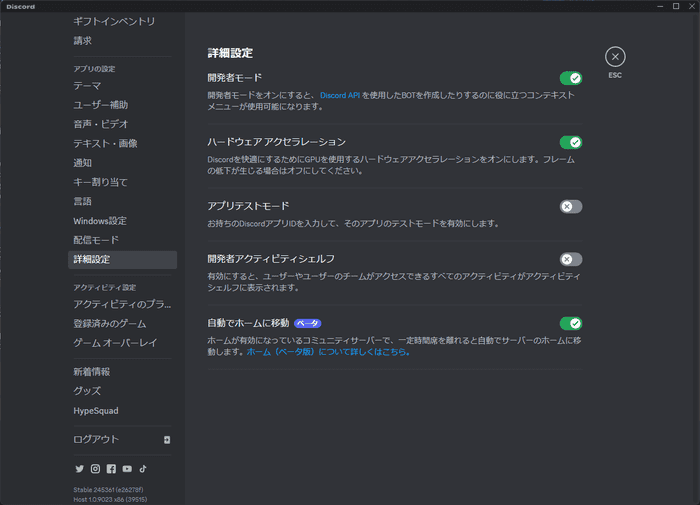 Discord
ギフトインベントリ
請求
アプリの設定
テーマ
ユーザー補助
音声・ビデオ
テキスト・画像
通知
キー割り当て
言語
Windows設定
配信モード
詳細設定
アクティビティ設定
アクティビティのプラ...
登録済みのゲーム
ゲーム オーバーレイ
新着情報
グッズ
HypeSquad
ログアウト
Stable 245361 (e26273f)
Host 1.0.9023 x86 (39515)
詳細設定
ESC
開発者モード
開発者モードをオンにすると、 Discord API を使用したBOTを作成したりするのに役に立つコンテキスト
メニューが使用可能になります。
ハードウェア アクセラレーション
Discordを快適にするためにGPUを使用するハードウェアアクセラレーションをオンにします。フレーム
の低下が生じる場合はオフにしてください。
アプリテストモード
お持ちのDiscordアプリIDを入力して、そのアプリのテストモードを有効にします。
開発者アクティビティシェルフ
有効にすると、ユーザーやユーザーのチームがアクセスできるすべてのアクティビティがアクティビティ
シェルフに表示されます。
自動でホームに移動 ベータ
ホームが有効になっているコミュニティサーバーで、一定時間席を離れると自動でサーバーのホームに移
動します。ホーム（ベータ版）について詳しくはこちら。